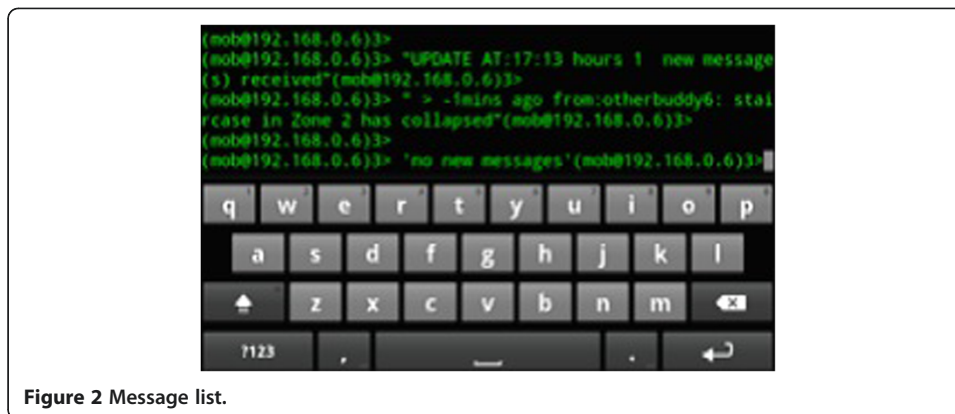 (mob@192.168.0.6)3>
(mob@192.168.0.6)3> "UPDATE AT:17:13 hours 1  new message
(s) received"(mob@192.168.0.6)3>
(mob@192.168.0.6)3> " > -1mins ago from:otherbuddy6: stai
rcase in Zone 2 has collapsed"(mob@192.168.0.6)3>
(mob@192.168.0.6)3>
(mob@192.168.0.6)3> 'no new messages'(mob@192.168.0.6)3>
q w e r t y u i o p
a s d f g h j k l
z x c v b n m
?123 , .
Figure 2 Message list.